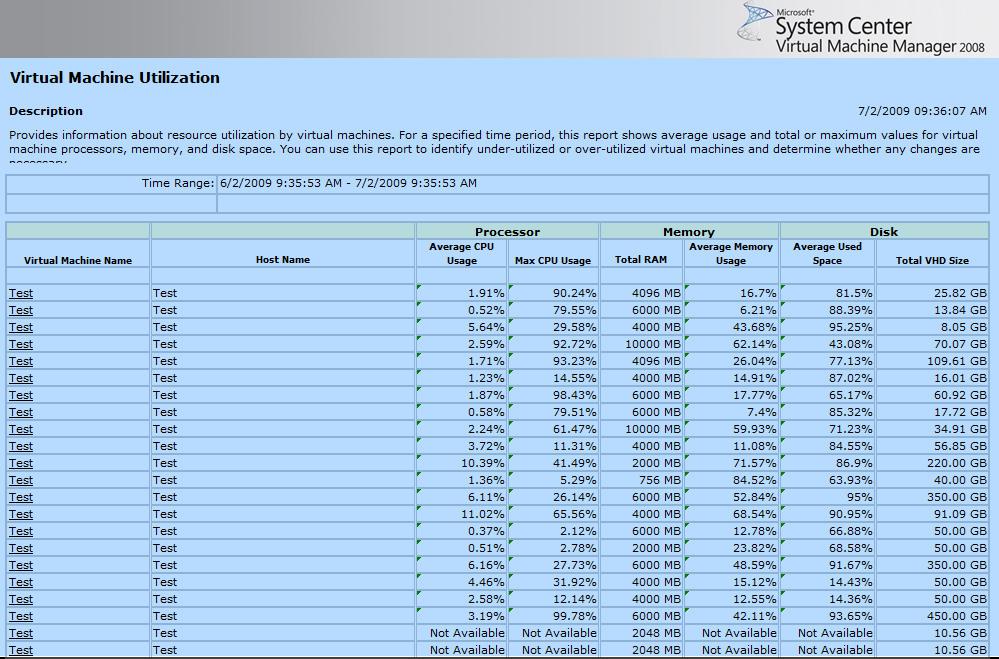 Microsoft®
System Center
Virtual Machine Manager 2008
Virtual Machine Utilization
Description 7/2/2009 09:36:07 AM
Provides information about resource utilization by virtual machines. For a specified time period, this report shows average usage and total or maximum values for virtual
machine processors, memory, and disk space. You can use this report to identify under-utilized or over-utilized virtual machines and determine whether any changes are
necessary.
Time Range: 6/2/2009 9:35:53 AM - 7/2/2009 9:35:53 AM
Processor Memory Disk
Virtual Machine Name Host Name Average CPU Usage Max CPU Usage Total RAM Average Memory Usage Average Used Space Total VHD Size
Test Test 1.91% 90.24% 4096 MB 16.7% 81.5% 25.82 GB
Test Test 0.52% 79.55% 6000 MB 6.21% 88.39% 13.84 GB
Test Test 5.64% 29.58% 4000 MB 43.68% 95.25% 8.05 GB
Test Test 2.59% 92.72% 10000 MB 62.14% 43.08% 70.07 GB
Test Test 1.71% 93.23% 4096 MB 26.04% 77.13% 109.61 GB
Test Test 1.23% 14.55% 4000 MB 14.91% 87.02% 16.01 GB
Test Test 1.87% 98.43% 6000 MB 17.77% 65.17% 60.92 GB
Test Test 0.58% 79.51% 6000 MB 7.4% 85.32% 17.72 GB
Test Test 2.24% 61.47% 10000 MB 59.93% 71.23% 34.91 GB
Test Test 3.72% 11.31% 4000 MB 11.08% 84.55% 56.85 GB
Test Test 10.39% 41.49% 2000 MB 71.57% 86.9% 220.00 GB
Test Test 1.36% 5.29% 756 MB 84.52% 63.93% 40.00 GB
Test Test 6.11% 26.14% 6000 MB 52.84% 95% 350.00 GB
Test Test 11.02% 65.56% 4000 MB 68.54% 90.95% 91.09 GB
Test Test 0.37% 2.12% 6000 MB 12.78% 66.88% 50.00 GB
Test Test 0.51% 2.78% 2000 MB 23.82% 68.58% 50.00 GB
Test Test 6.16% 27.73% 6000 MB 48.59% 91.67% 350.00 GB
Test Test 4.46% 31.92% 4000 MB 15.12% 14.43% 50.00 GB
Test Test 2.58% 12.14% 4000 MB 12.55% 14.36% 50.00 GB
Test Test 3.19% 99.78% 6000 MB 42.11% 93.65% 450.00 GB
Test Test Not Available Not Available 2048 MB Not Available Not Available 10.56 GB
Test Test Not Available Not Available 2048 MB Not Available Not Available 10.56 GB